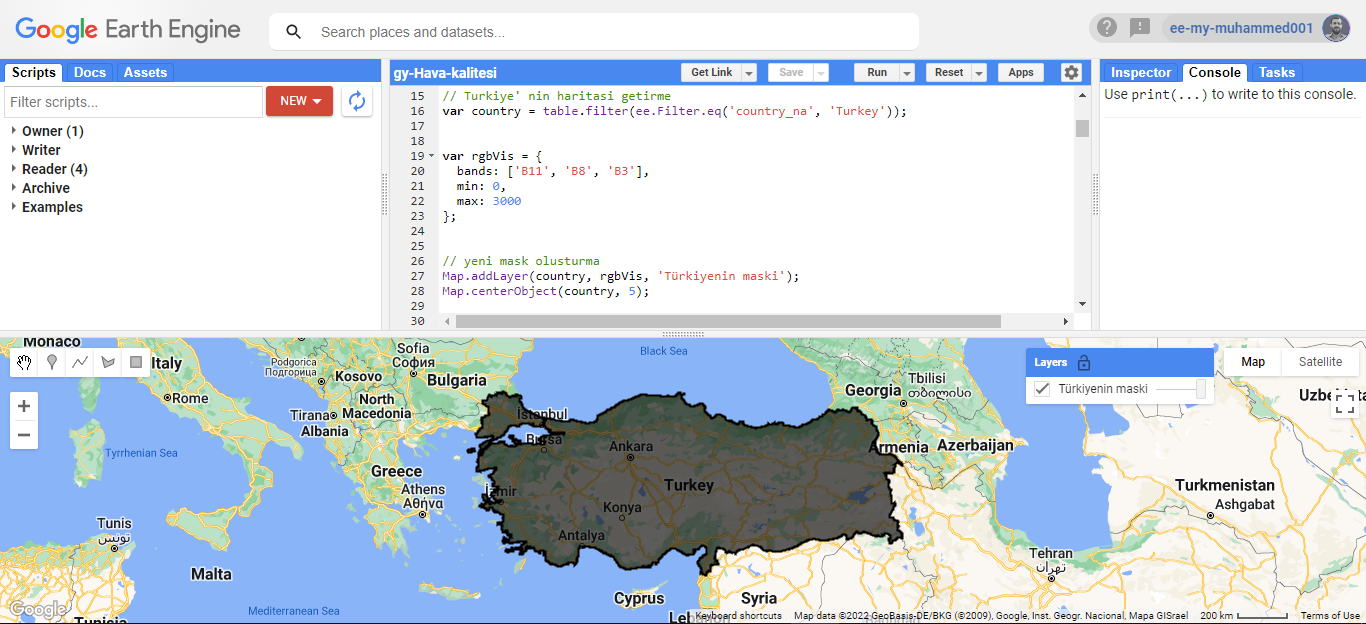 Google Earth Engine
Search places and datasets...
ee-my-muhammed001
Scripts Docs Assets
Filter scripts...
NEW
Owner (1)
Writer
Reader (4)
Archive
Examples
gy-Hava-kalitesi
Get Link Save Run Reset Apps
15 // Turkiye' nin haritasi getirme
16 var country = table.filter(ee.Filter.eq('country_na', 'Turkey'));
17
18
19 var rgbVis = {
20 bands: ['B11', 'B8', 'B3'],
21 min: 0,
22 max: 3000
23 };
24
25
26 // yeni mask olusturma
27 Map.addLayer(country, rgbVis, 'Türkiyenin maski');
28 Map.centerObject(country, 5);
29
30
Inspector Console Tasks
Use print(...) to write to this console.
Layers
Türkiyenin maski
Map Satellite
Monaco
Italy
Rome
Podgorica
Подгорица
Kosovo
Sofia
София
Bulgaria
North
Macedonia
Tirana
Albania
Greece
Athens
Αθήνα
Tyrrhenian Sea
Tunis
تونس
Malta
Tunisia
Mediterranean Sea
Black Sea
İstanbul
Bursa
İzmir
Ankara
Turkey
Konya
Antalya
Cyprus
Syria
Georgia
Tbilisi
თბილისი
Armenia
Azerbaijan
Turkmenistan
Ashgabat
Tehran
تهران
Google
Keyboard shortcuts
Map data ©2022 GeoBasis-DE/BKG (©2009), Google, Inst. Geogr. Nacional, Mapa GISrael
200 km
Terms of Use